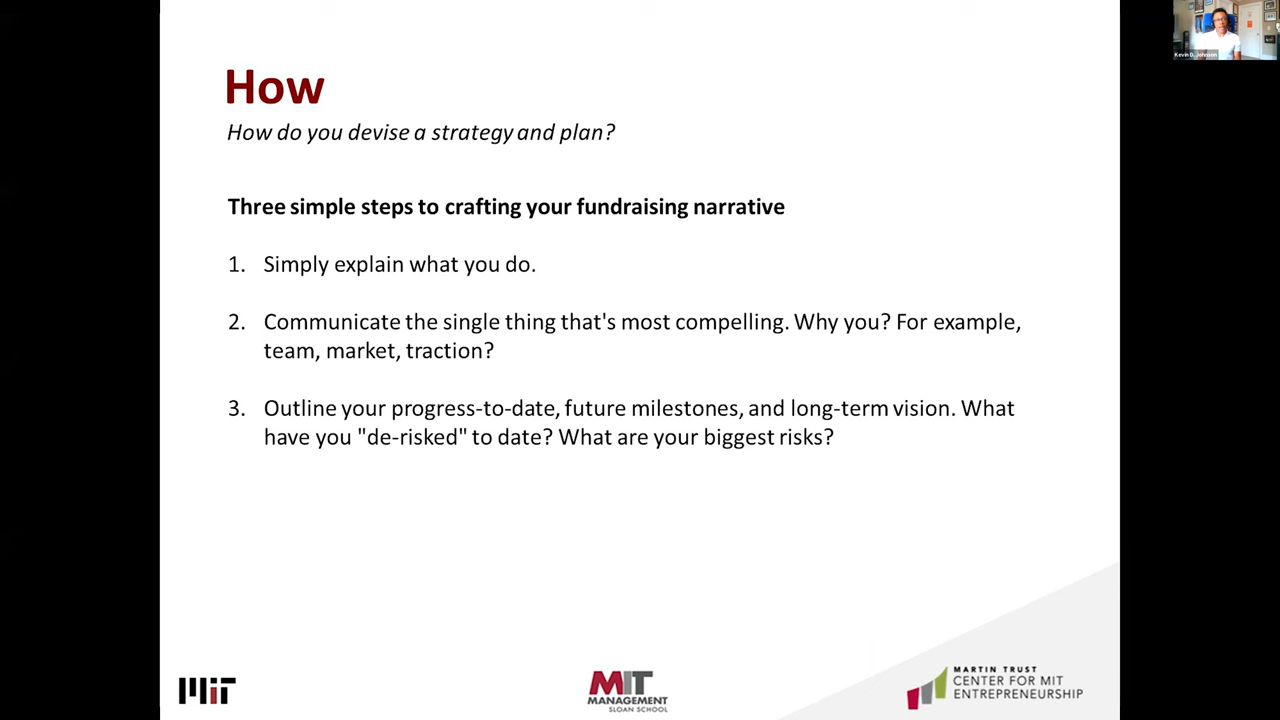 Kevin D. Johnson
How
How do you devise a strategy and plan?
Three simple steps to crafting your fundraising narrative
1. Simply explain what you do.
2. Communicate the single thing that's most compelling. Why you? For example,
team, market, traction?
3. Outline your progress-to-date, future milestones, and long-term vision. What
have you "de-risked" to date? What are your biggest risks?
MIT
MIT
MANAGEMENT
SLOAN SCHOOL
MARTIN TRUST
CENTER FOR MIT
ENTREPRENEURSHIP